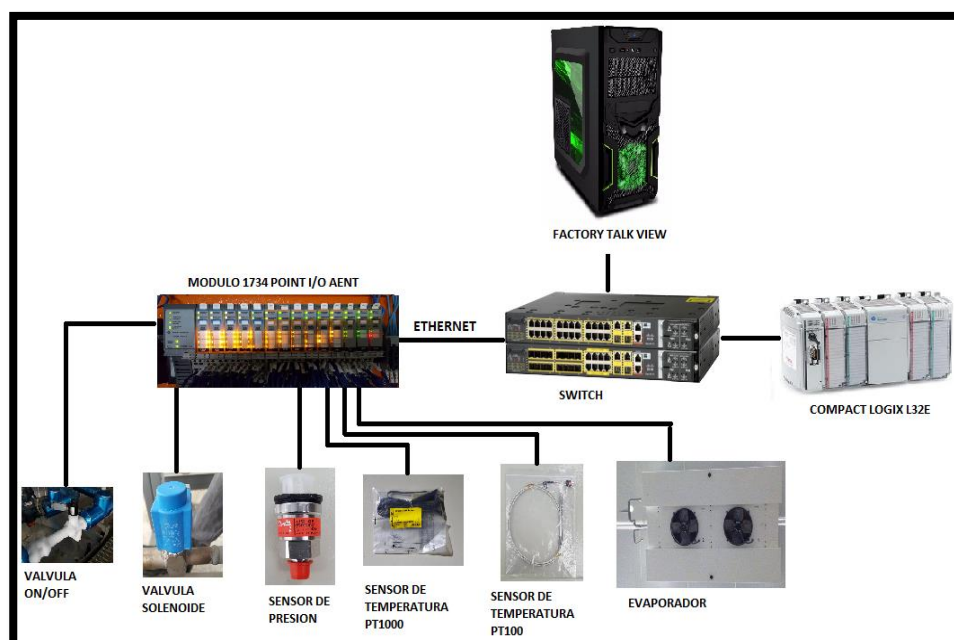 FACTORY TALK VIEW
MODULO 1734 POINT I/O AENT
ETHERNET
SWITCH
COMPACT LOGIX L32E
VALVULA
ON/OFF
VALVULA
SOLENOIDE
SENSOR DE
PRESION
SENSOR DE
TEMPERATURA
PT1000
SENSOR DE
TEMPERATURA
PT100
EVAPORADOR